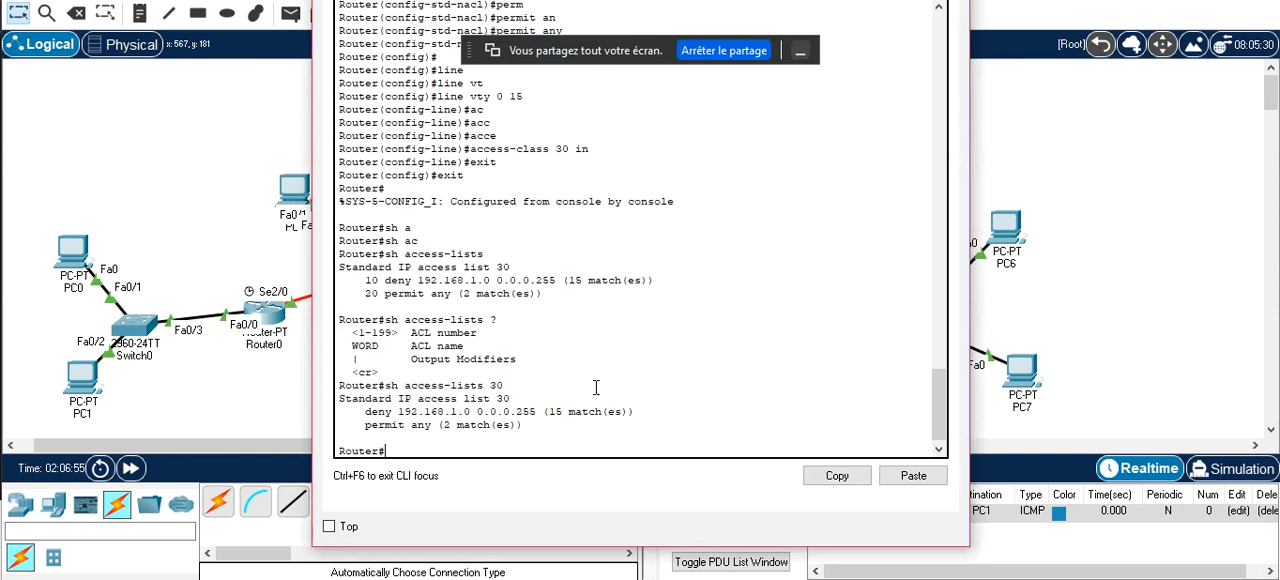 Router(config-std-nacl)#perm
Router(config-std-nacl)#permit an
Router(config-std-nacl)#permit any
Router(config-std-n
Router(config)#
Router(config)#line
Router(config)#line vt
Router(config)#line vty 0 15
Router(config-line)#ac
Router(config-line)#acc
Router(config-line)#acce
Router(config-line)#access-class 30 in
Router(config-line)#exit
Router(config)#exit
Router#
%SYS-5-CONFIG_I: Configured from console by console
Router#sh a
Router#sh ac
Router#sh access-lists
Standard IP access list 30
10 deny 192.168.1.0 0.0.0.255 (15 match(es))
20 permit any (2 match(es))
Router#sh access-lists ?
<1-199> ACL number
WORD ACL name
| Output Modifiers
<cr>
Router#sh access-lists 30
Standard IP access list 30
deny 192.168.1.0 0.0.0.255 (15 match(es))
permit any (2 match(es))
Router#
Vous partagez tout votre écran. Arrêter le partage
Logical Physical x: 567, y: 181
[Root] 08:05:30
Fa0
PC-PT
PC0
Fa0/1
Fa0/2
2960-24TT
Switch0
Fa0/3
PC-PT
PC1
Se2/0
Fa0/0
Router-PT
Router0
PC-PT
PC6
PC-PT
PC7
Ctrl+F6 to exit CLI focus
Copy Paste
Top
Time: 02:06:55
Realtime Simulation
Automatically Choose Connection Type
Toggle PDU List Window
tination Type Color Time(sec) Periodic Num Edit Dele
PC1 ICMP 0.000 N 0 (edit) (dele